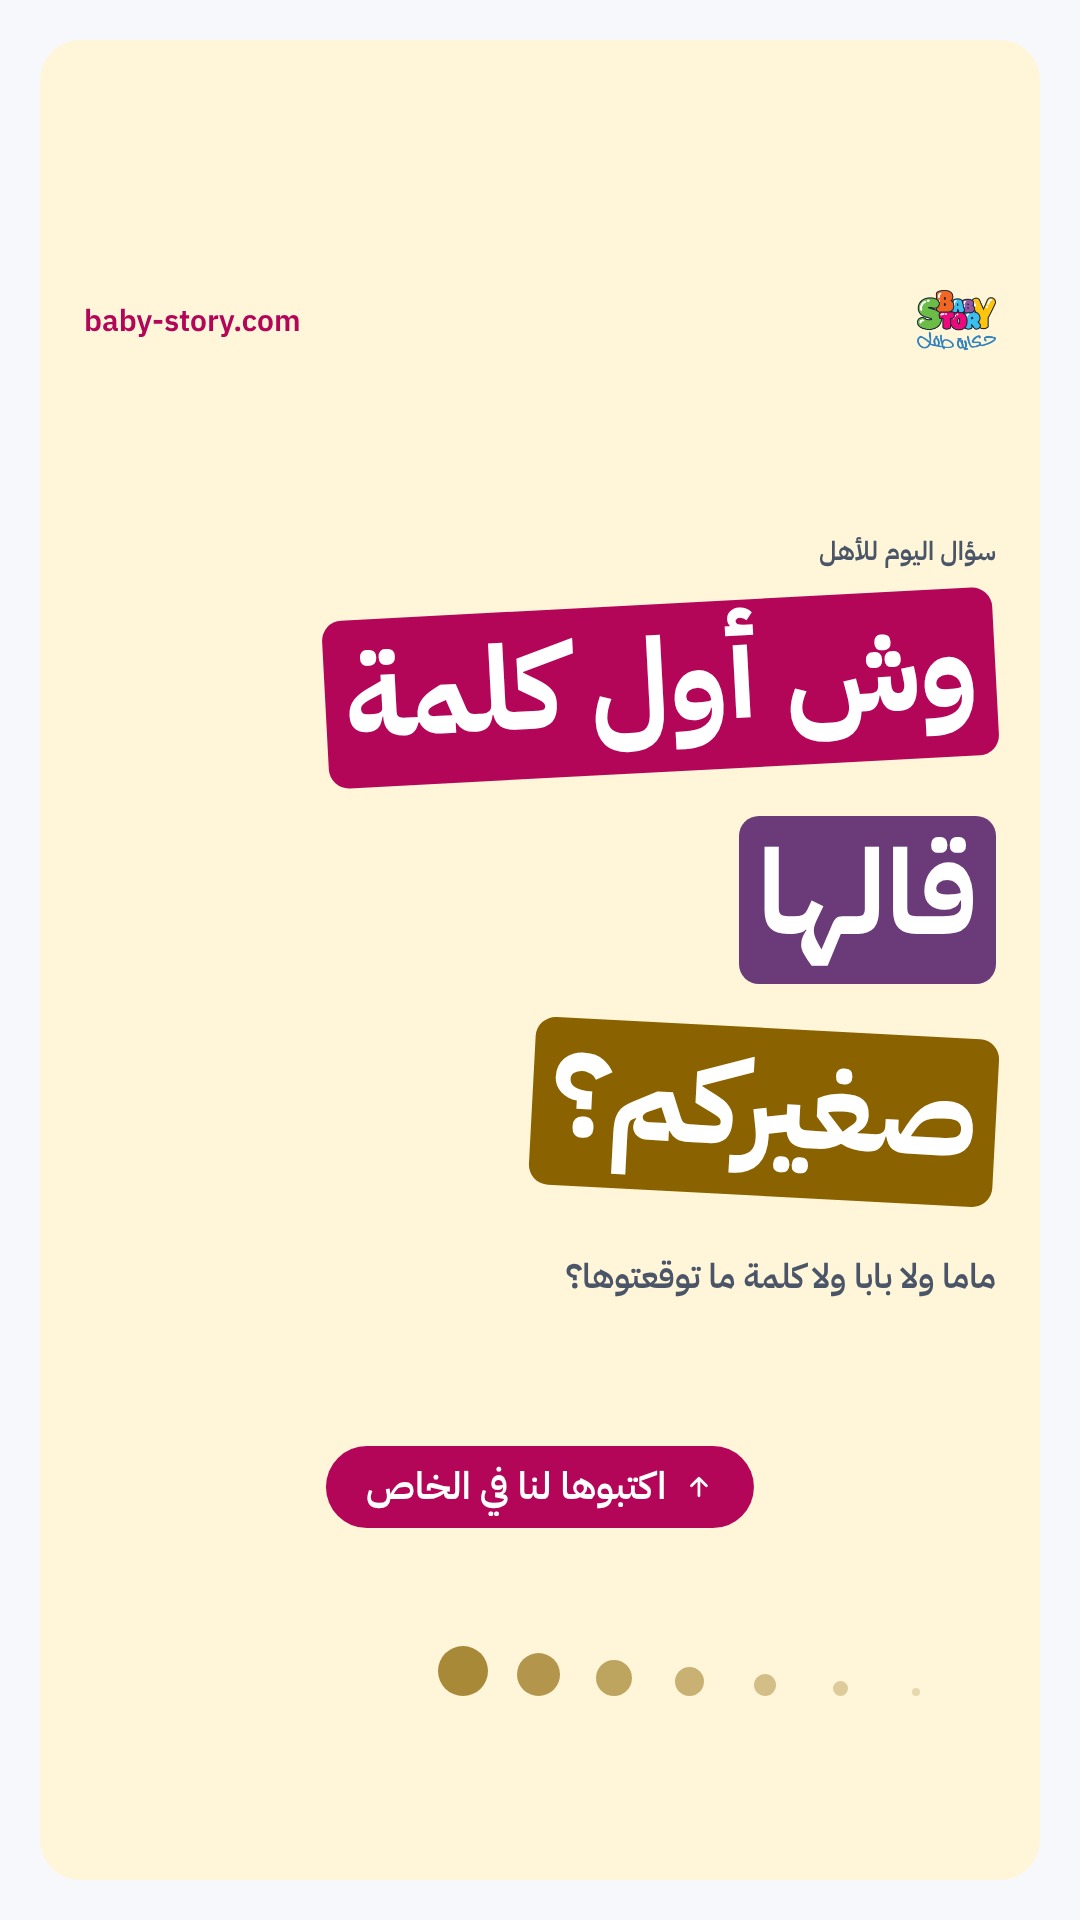 baby-story.com
BABY
STORY
حكاية طفل
سؤال اليوم للأهل
وش أول كلمة
قالها
صغيركم؟
ماما ولا بابا ولا كلمة ما توقعتوها؟
↑ اكتبوها لنا في الخاص